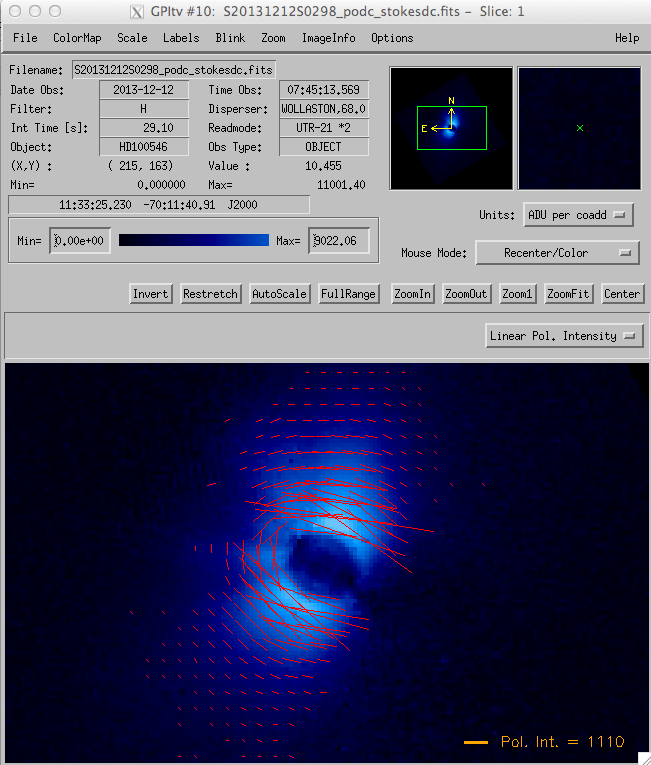 GPItv #10: S20131212S0298_podc_stokesdc.fits - Slice: 1
File ColorMap Scale Labels Blink Zoom ImageInfo Options Help
Filename: S20131212S0298_podc_stokesdc.fits
Date Obs: 2013-12-12 Time Obs: 07:45:13.569
Filter: H Disperser: WOLLASTON,68.0
Int Time [s]: 29.10 Readmode: UTR-21 *2
Object: HD100546 Obs Type: OBJECT
(X,Y) : ( 215, 163) Value : 10.455
Min= 0.000000 Max= 11001.40
11:33:25.230 -70:11:40.91 J2000
N
E
Units: ADU per coadd
Min= 0.00e+00 Max= 9022.06
Mouse Mode: Recenter/Color
Invert Restretch AutoScale FullRange ZoomIn ZoomOut Zoom1 ZoomFit Center
Linear Pol. Intensity
Pol. Int. = 1110